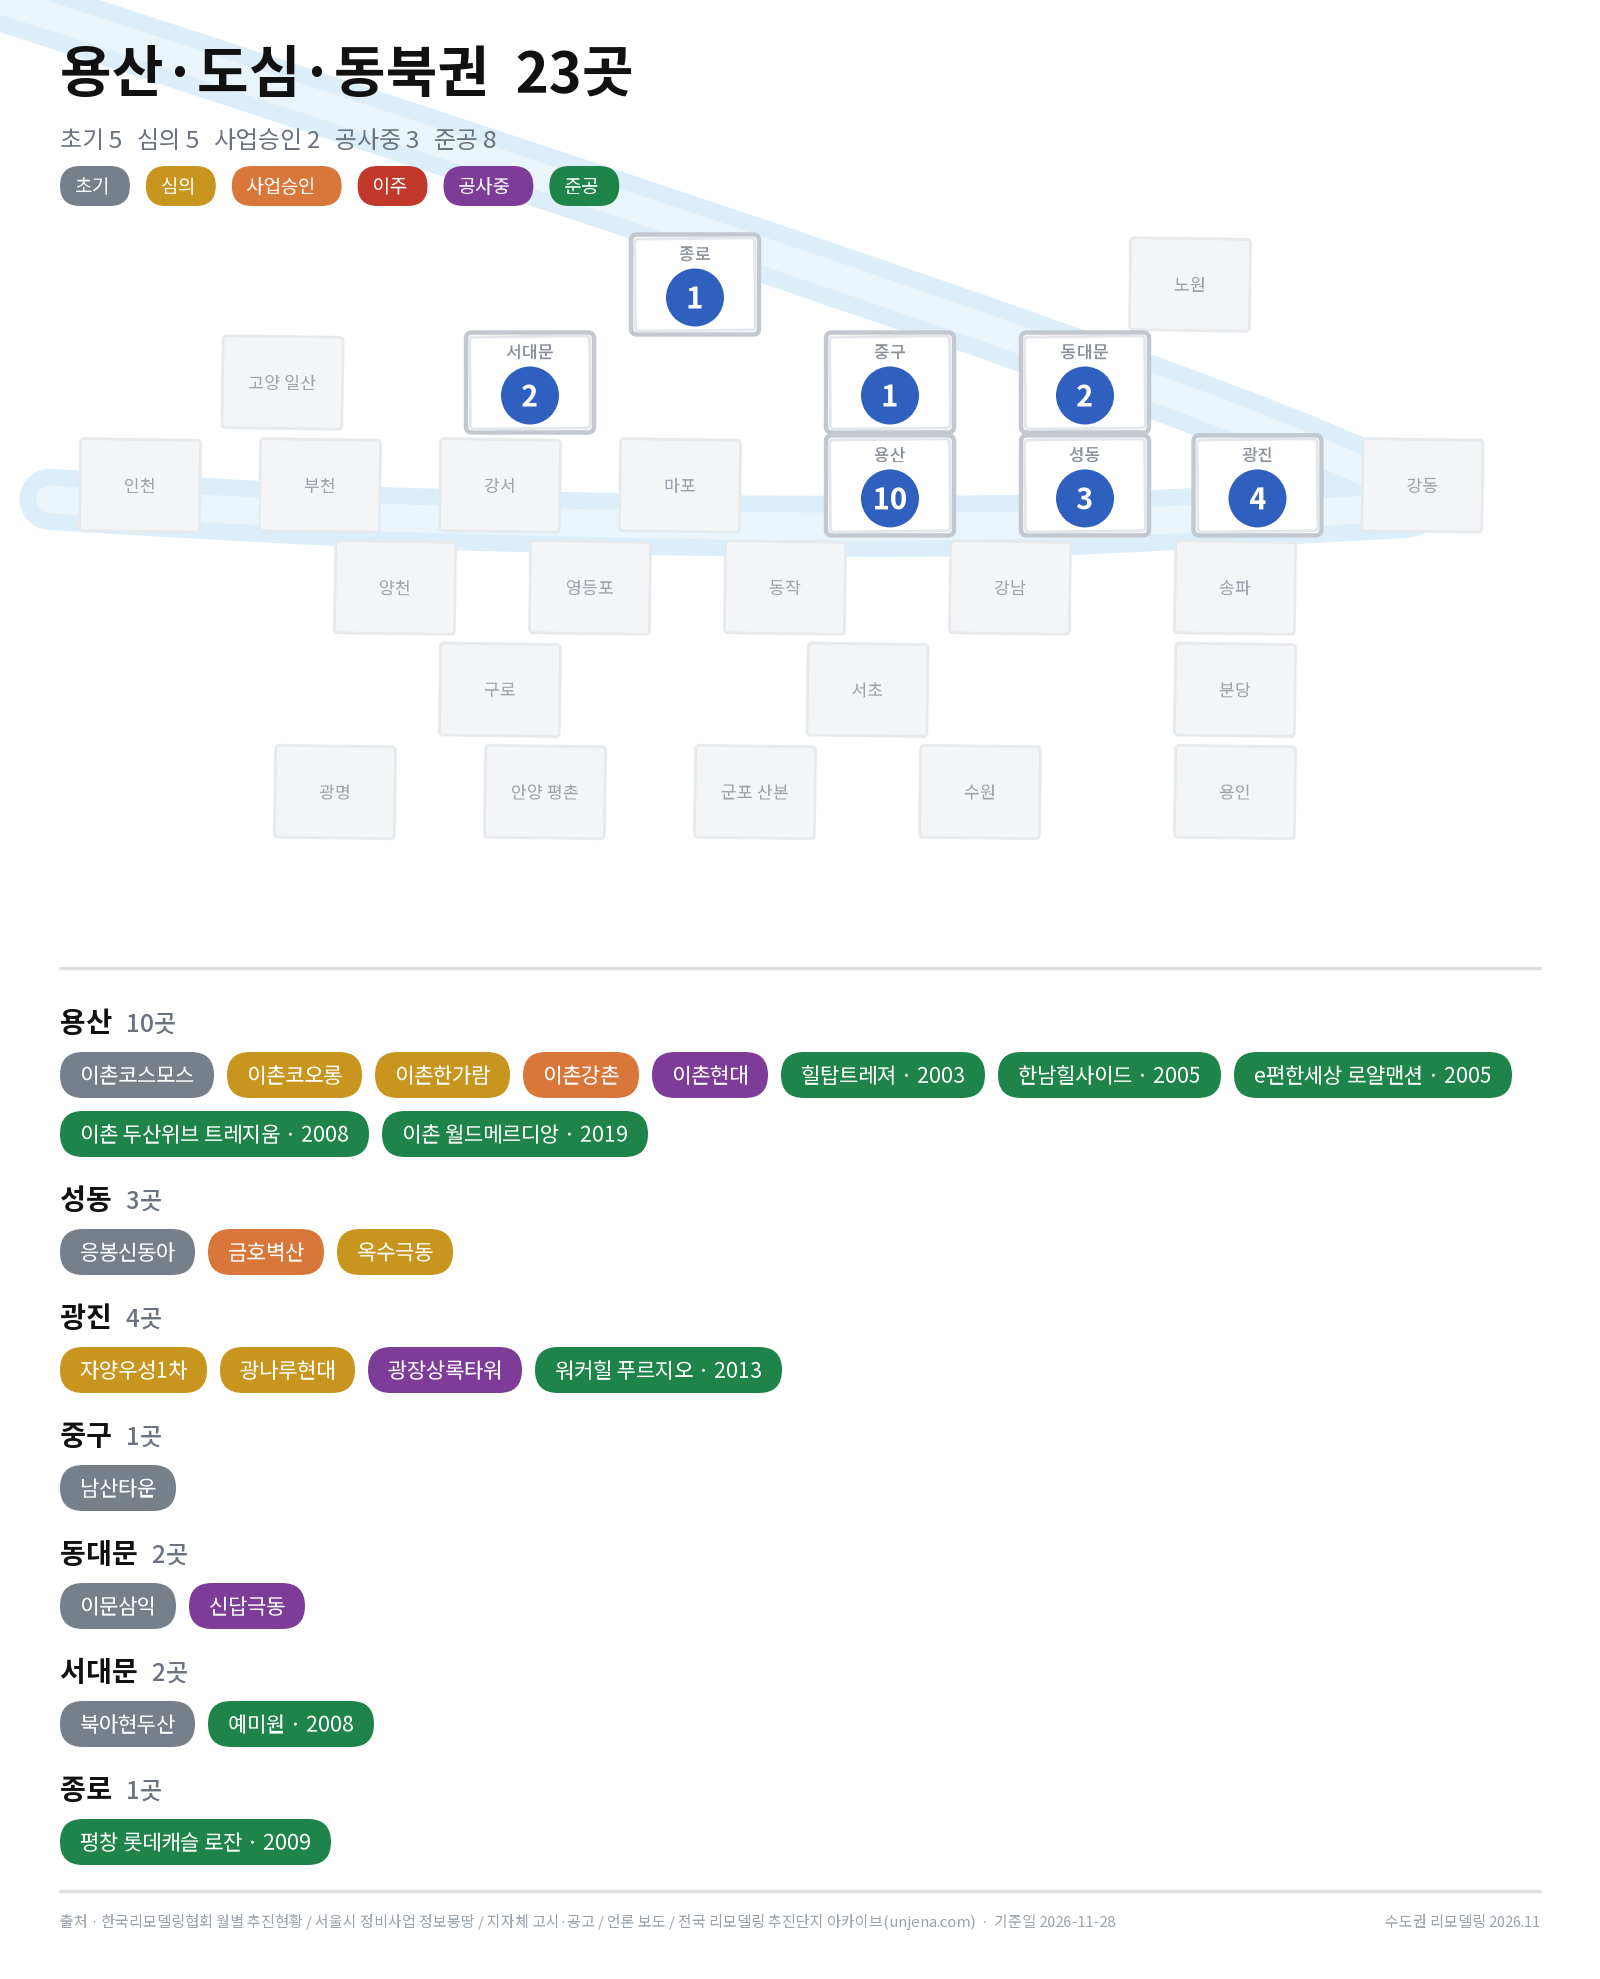 용산·도심·동북권 23곳
초기 5 심의 5 사업승인 2 공사중 3 준공 8
초기 심의 사업승인 이주 공사중 준공
종로
1
노원
고양 일산
서대문
2
중구
1
동대문
2
인천
부천
강서
마포
용산
10
성동
3
광진
4
강동
양천
영등포
동작
강남
송파
구로
서초
분당
광명
안양 평촌
군포 산본
수원
용인
용산 10곳
이촌코스모스 이촌코오롱 이촌한가람 이촌강촌 이촌현대 힐탑트레져 · 2003 한남힐사이드 · 2005 e편한세상 로얄맨션 · 2005
이촌 두산위브 트레지움 · 2008 이촌 월드메르디앙 · 2019
성동 3곳
응봉신동아 금호벽산 옥수극동
광진 4곳
자양우성1차 광나루현대 광장상록타워 워커힐 푸르지오 · 2013
중구 1곳
남산타운
동대문 2곳
이문삼익 신답극동
서대문 2곳
북아현두산 예미원 · 2008
종로 1곳
평창 롯데캐슬 로잔 · 2009
출처 · 한국리모델링협회 월별 추진현황 / 서울시 정비사업 정보몽땅 / 지자체 고시·공고 / 언론 보도 / 전국 리모델링 추진단지 아카이브(unjena.com) · 기준일 2026-11-28
수도권 리모델링 2026.11